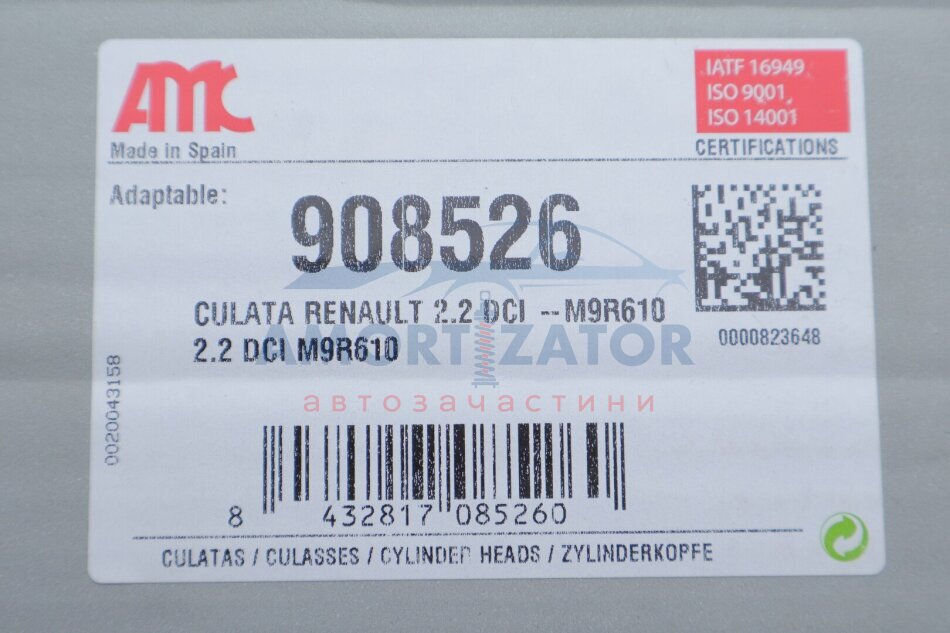 AMC
Made in Spain
IATF 16949
ISO 9001
ISO 14001
CERTIFICATIONS
Adaptable:
908526
CULATA RENAULT 2.2 DCI --M9R610
2.2 DCI M9R610
0000823648
AMORTIZATOR
автозачастини
0020043158
8 432817 085260
CULATAS / CULASSES / CYLINDER HEADS / ZYLINDERKOPFE